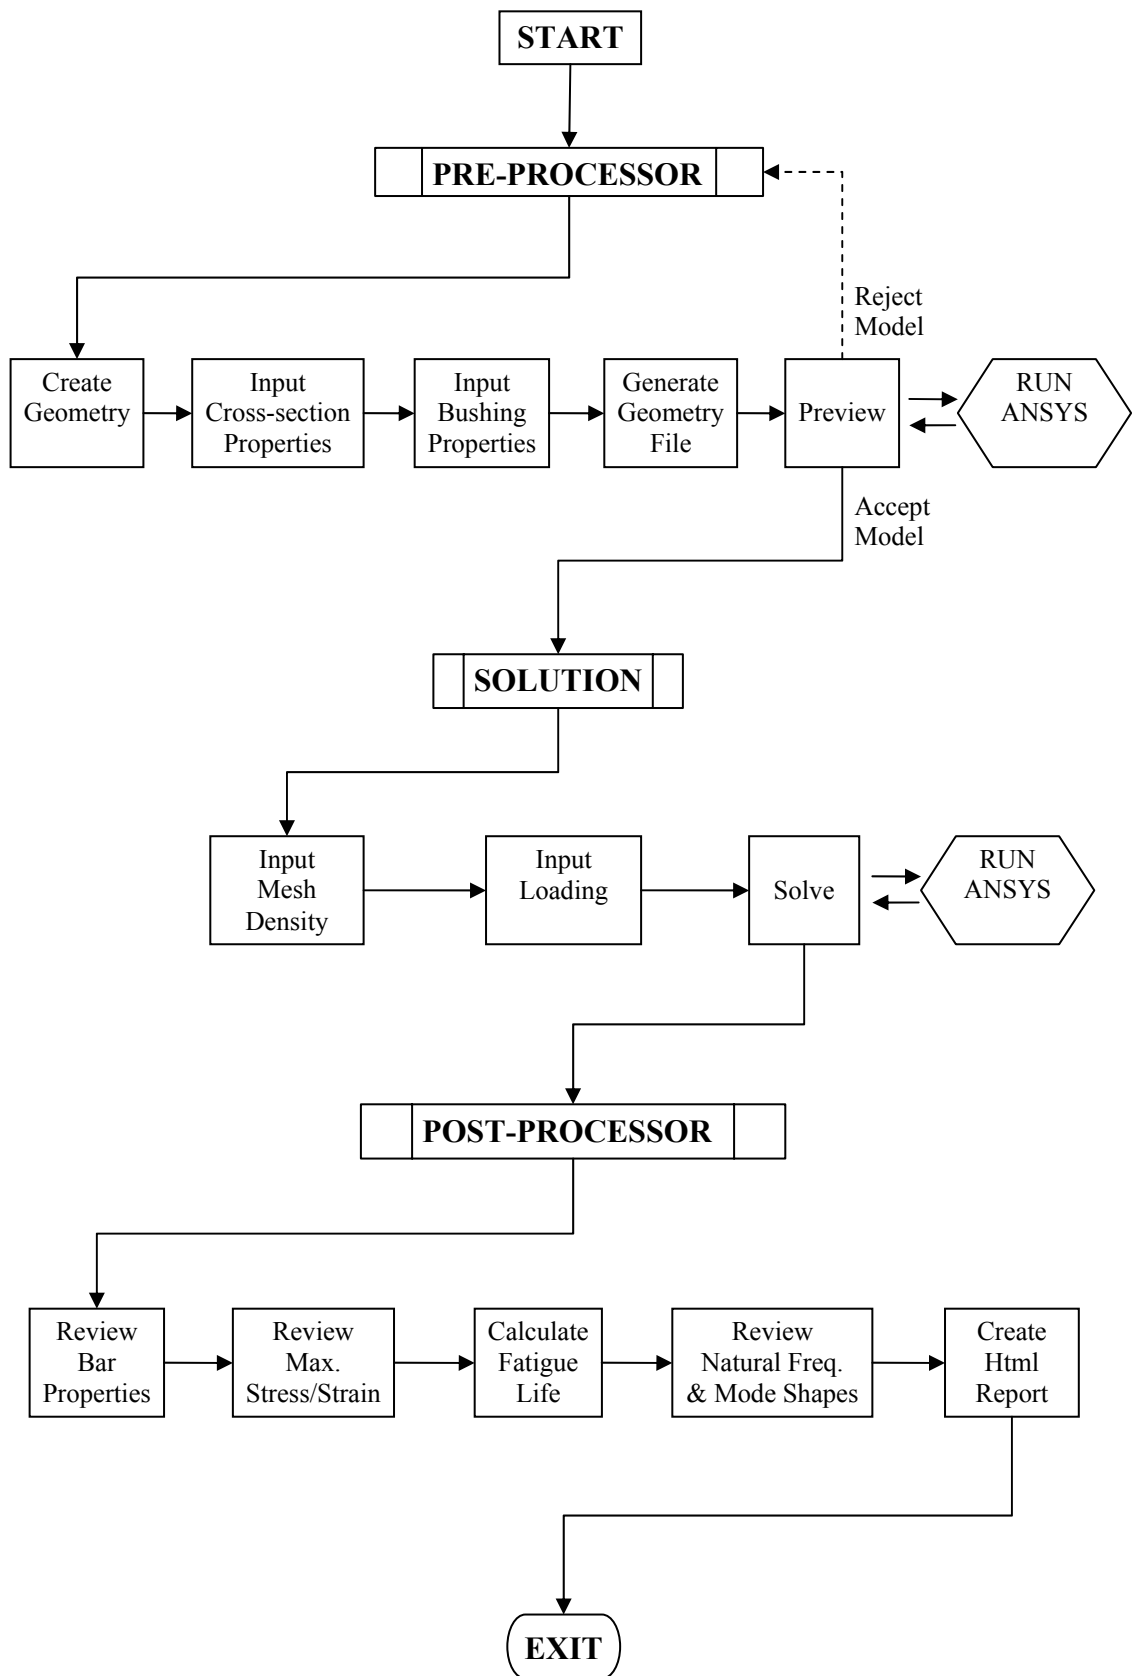 START
PRE-PROCESSOR
Reject
Model
Create
Geometry
Input
Cross-section
Properties
Input
Bushing
Properties
Generate
Geometry
File
Preview
RUN
ANSYS
Accept
Model
SOLUTION
Input
Mesh
Density
Input
Loading
Solve
RUN
ANSYS
POST-PROCESSOR
Review
Bar
Properties
Review
Max.
Stress/Strain
Calculate
Fatigue
Life
Review
Natural Freq.
& Mode Shapes
Create
Html
Report
EXIT